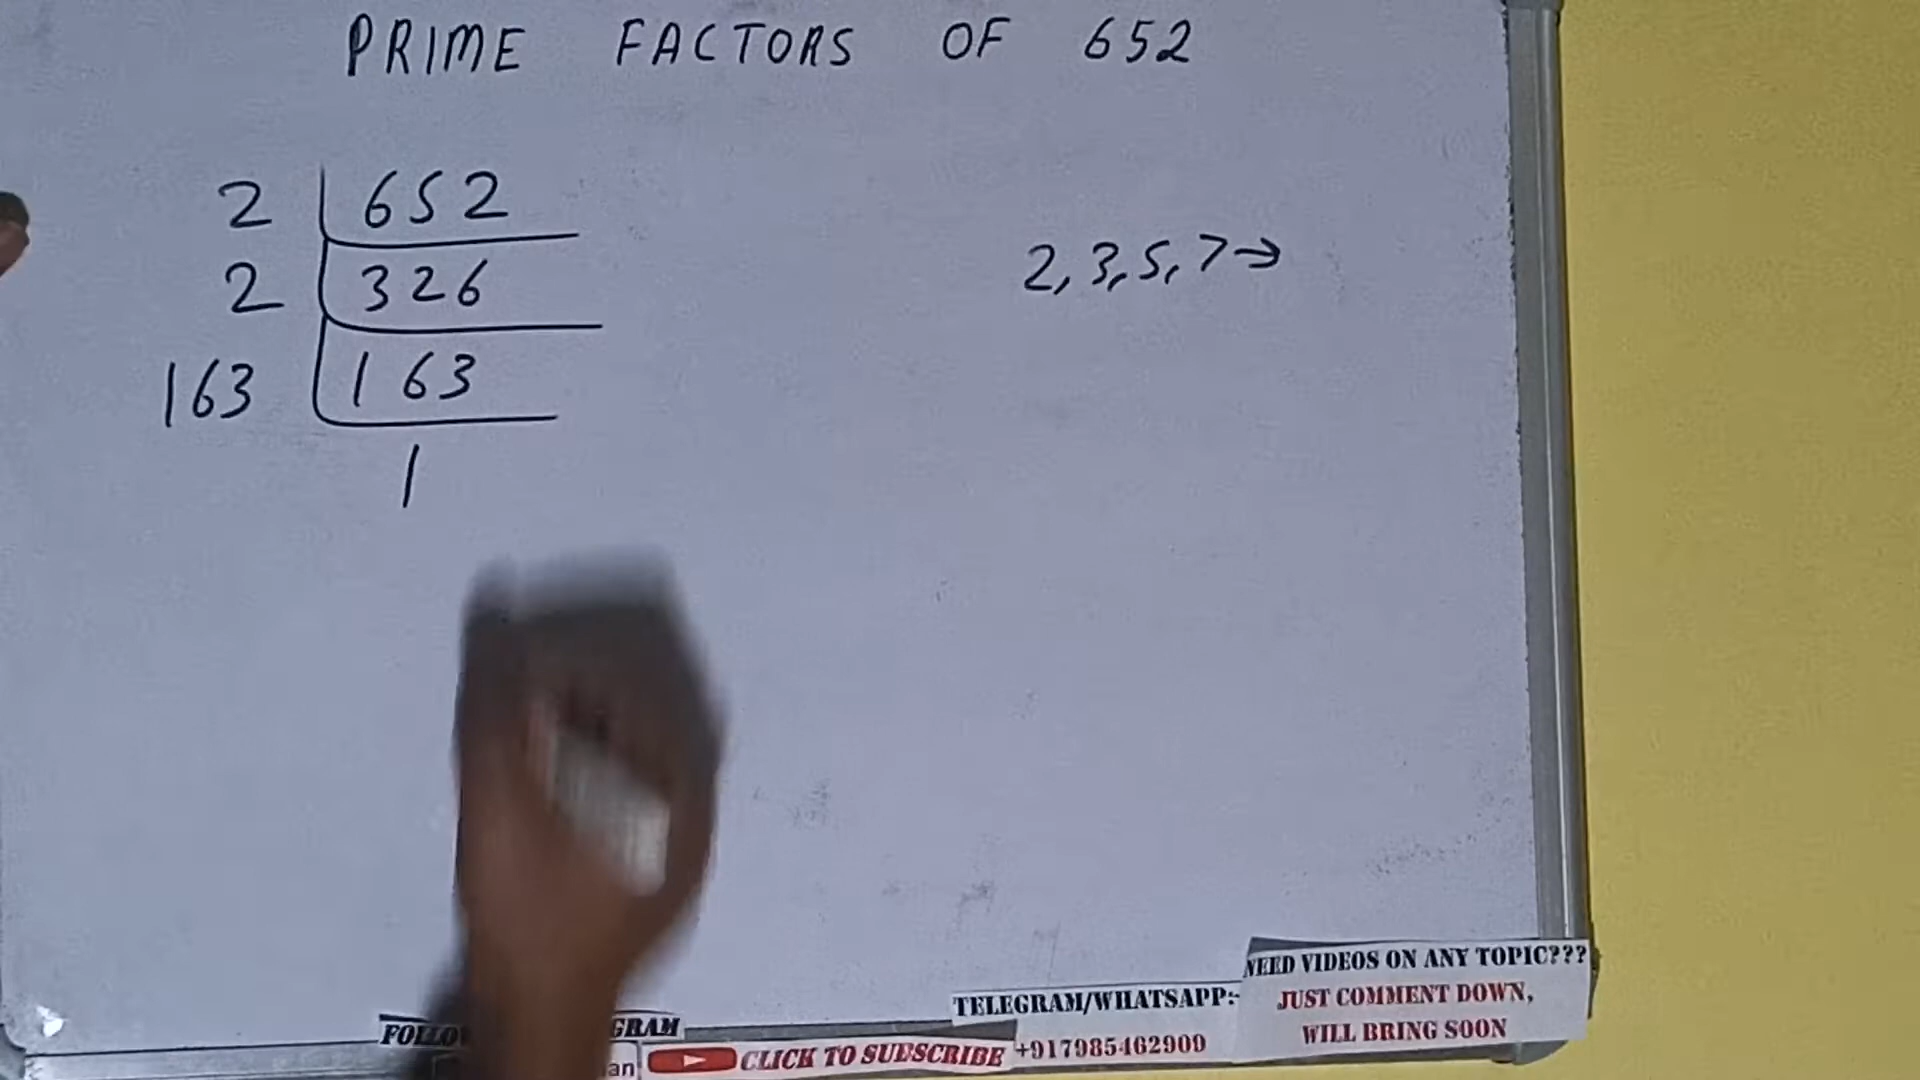 PRIME FACTORS OF 652
2 652
2 326
163 163
1
2, 3, 5, 7 →
NEED VIDEOS ON ANY TOPIC???
JUST COMMENT DOWN,
WILL BRING SOON
TELEGRAM/WHATSAPP:-
+917985462909
CLICK TO SUBSCRIBE